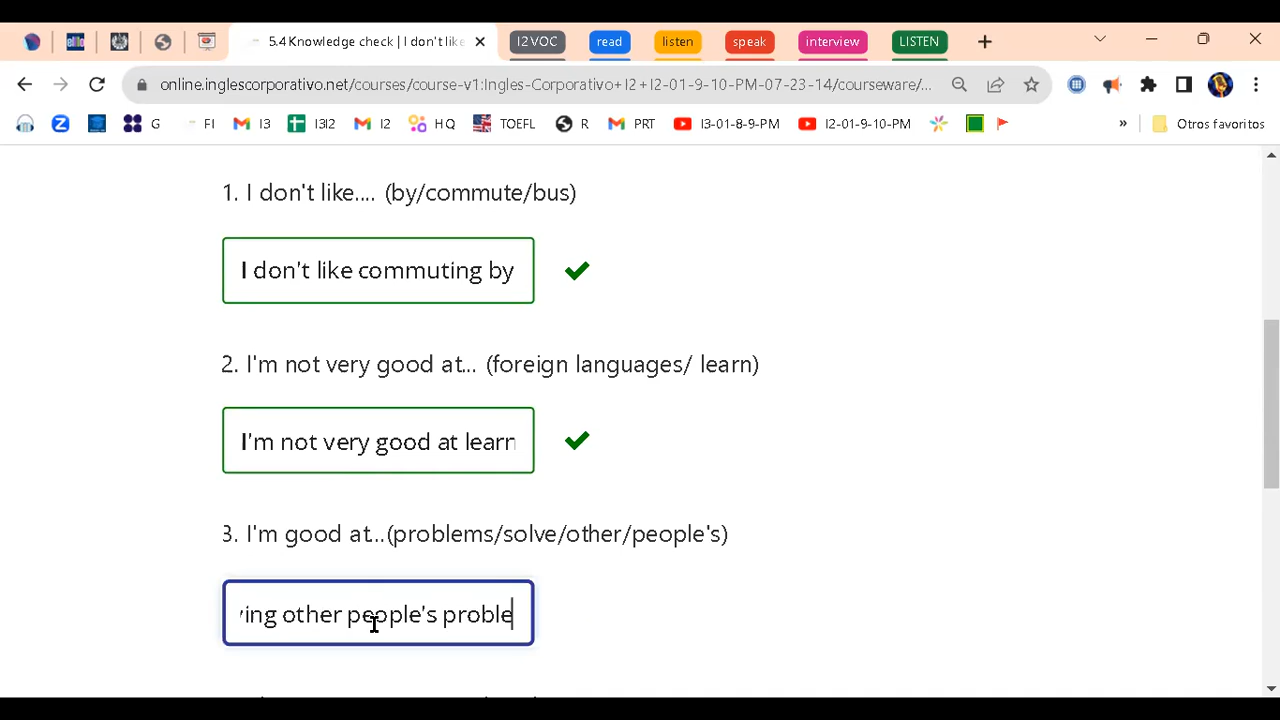 5.4 Knowledge check | I don't like
I2 VOC
read
listen
speak
interview
LISTEN
online.inglescorporativo.net/courses/course-v1:Ingles-Corporativo+I2+I2-01-9-10-PM-07-23-14/courseware/...
G
FI
I3
I3I2
I2
HQ
TOEFL
R
PRT
I3-01-8-9-PM
I2-01-9-10-PM
»
Otros favoritos
1. I don't like.... (by/commute/bus)
I don't like commuting by
2. I'm not very good at... (foreign languages/ learn)
I'm not very good at learn
3. I'm good at...(problems/solve/other/people's)
ving other people's proble